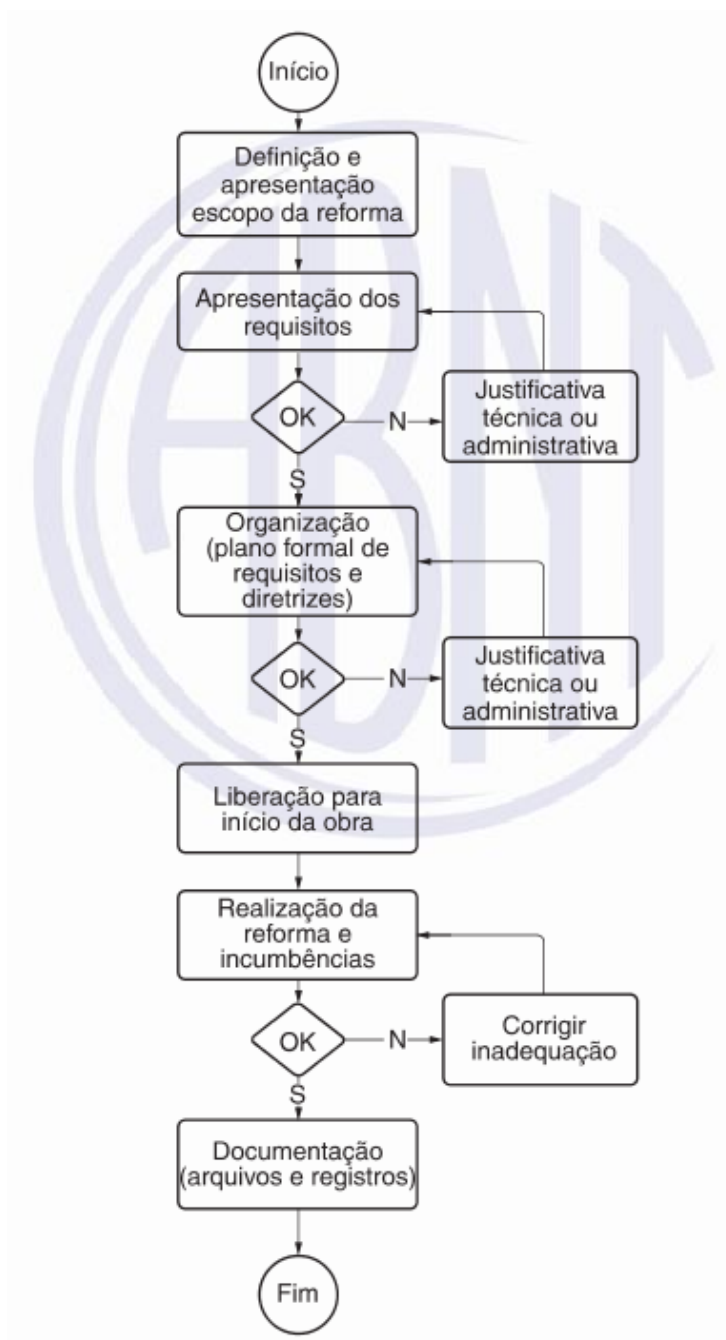 Início
Definição e
apresentação
escopo da reforma
Apresentação dos
requisitos
OK
N
Justificativa
técnica ou
administrativa
S
Organização
(plano formal de
requisitos e
diretrizes)
OK
N
Justificativa
técnica ou
administrativa
S
Liberação para
início da obra
Realização da
reforma e
incumbências
OK
N
Corrigir
inadequação
S
Documentação
(arquivos e registros)
Fim
ABNT